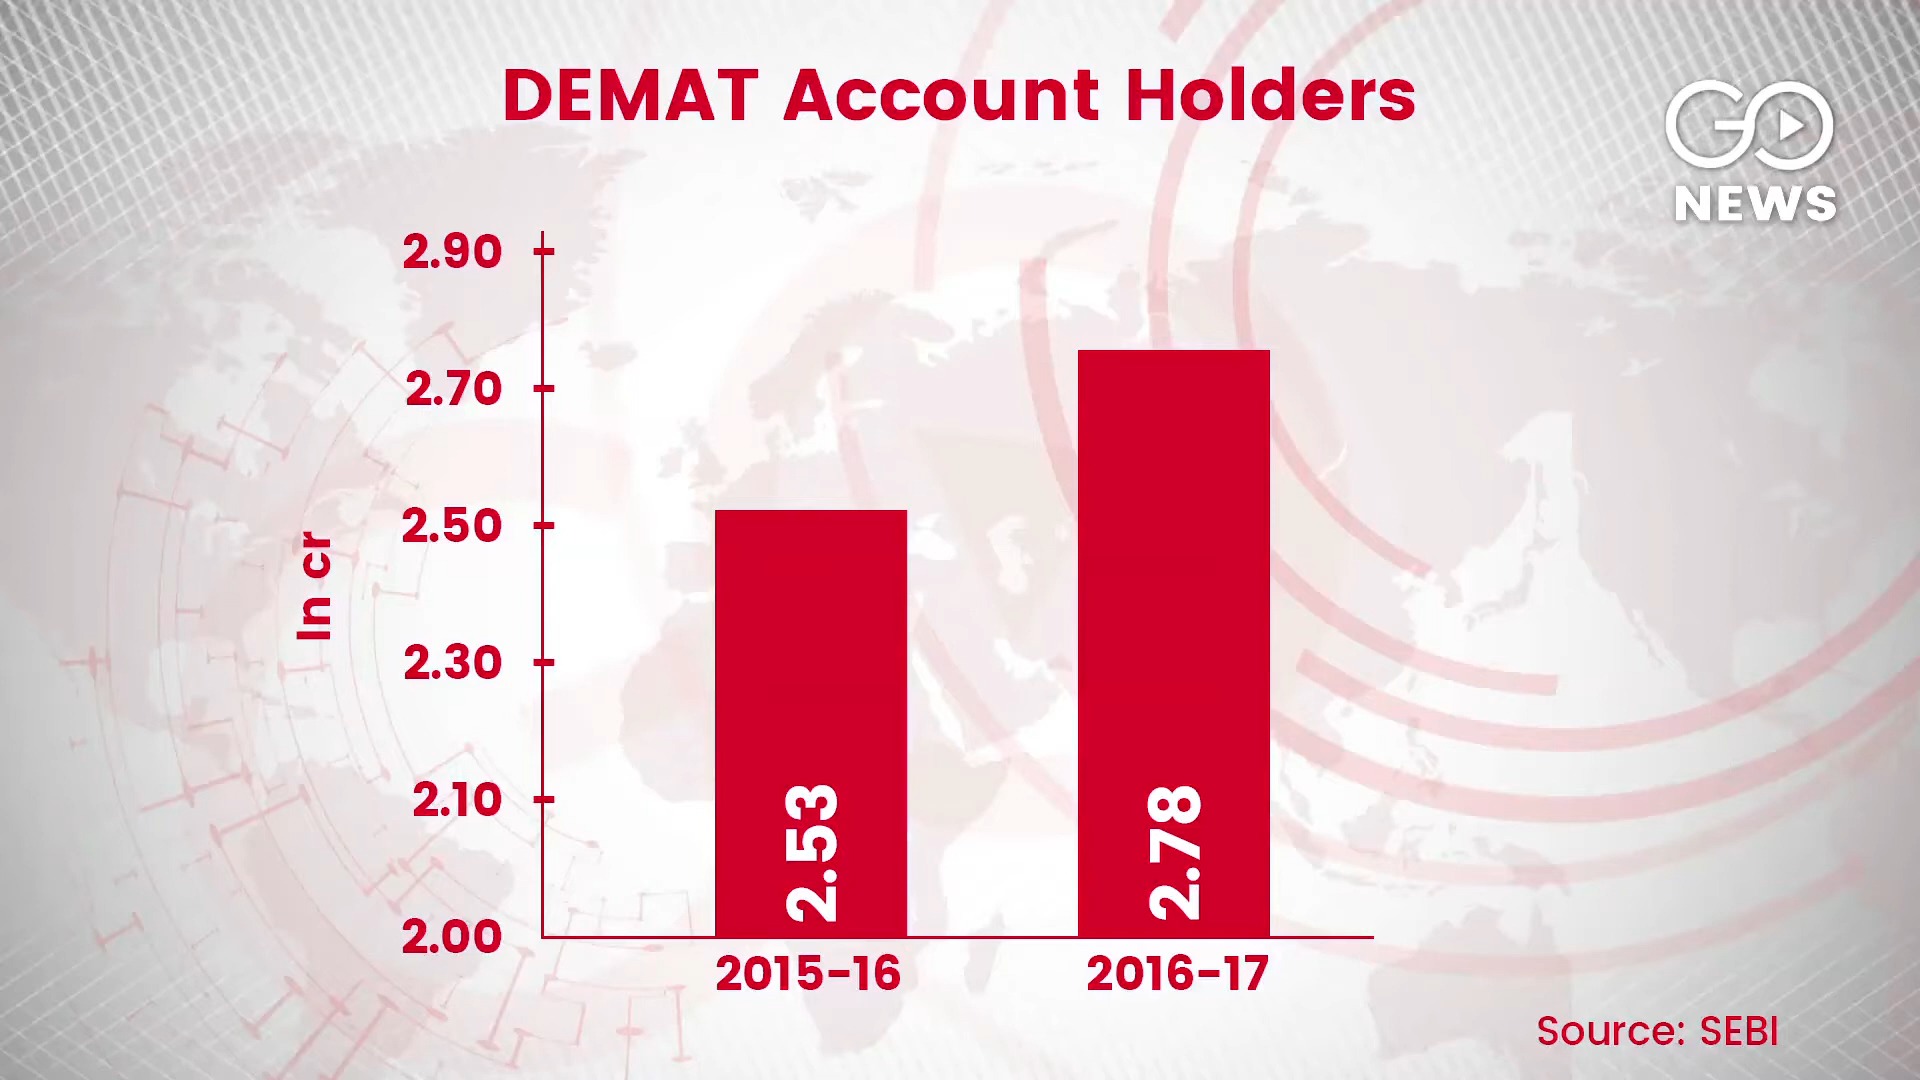 DEMAT Account Holders
GO
NEWS
2.90
2.70
2.50
2.30
2.10
2.00
In cr
2.53
2.78
2015-16
2016-17
Source: SEBI